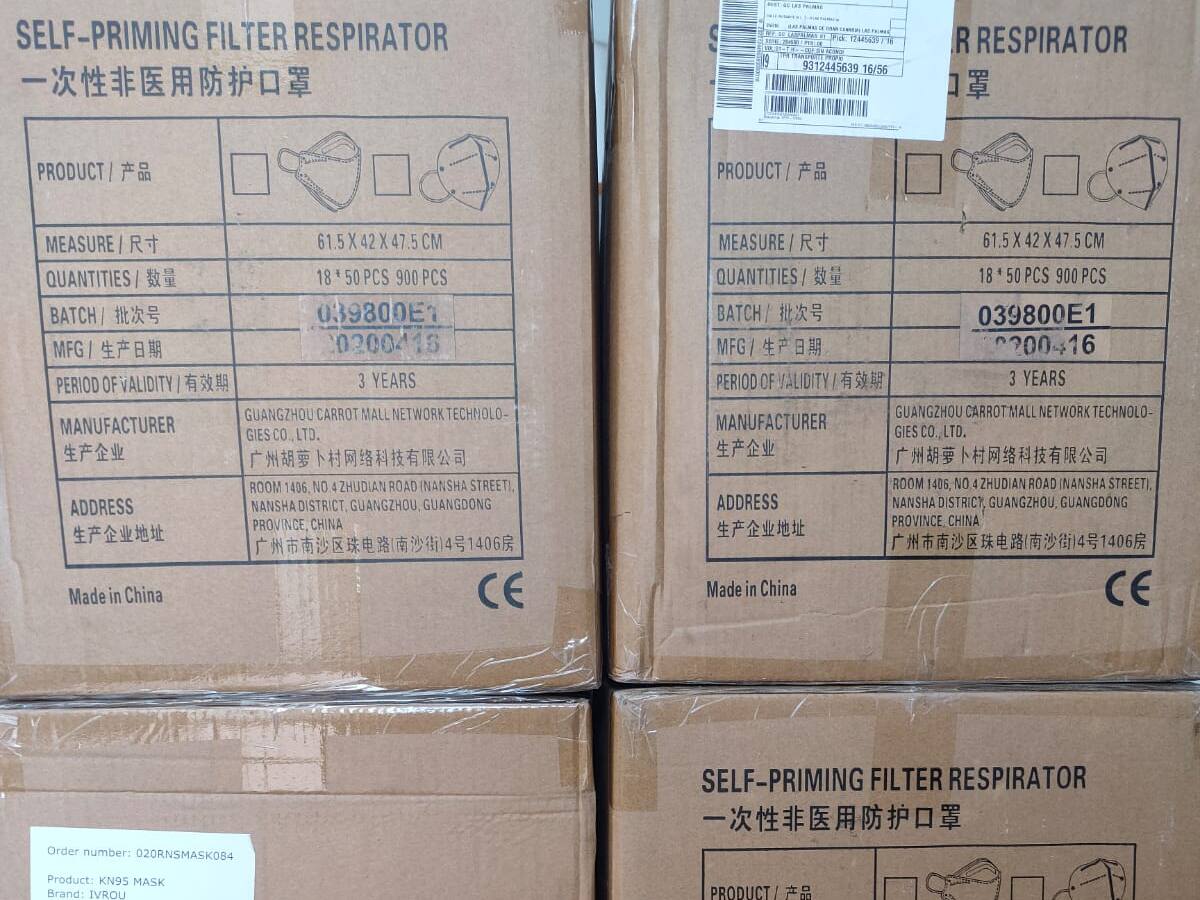 SELF-PRIMING FILTER RESPIRATOR
一次性非医用防护口罩
PRODUCT / 产品
MEASURE / 尺寸
61.5 X 42 X 47.5 CM
QUANTITIES / 数量
18 * 50 PCS 900 PCS
BATCH / 批次号
039800E1
MFG / 生产日期
20200416
PERIOD OF VALIDITY / 有效期
3 YEARS
MANUFACTURER
生产企业
GUANGZHOU CARROT MALL NETWORK TECHNOLO-
GIES CO., LTD.
广州胡萝卜村网络科技有限公司
ADDRESS
生产企业地址
ROOM 1406, NO.4 ZHUDIAN ROAD (NANSHA STREET),
NANSHA DISTRICT, GUANGZHOU, GUANGDONG
PROVINCE, CHINA
广州市南沙区珠电路(南沙街)4号1406房
Made in China
CE
Pick. 12445639 / 16
9312445639 16/56
R RESPIRATOR
口罩
PRODUCT / 产品
MEASURE / 尺寸
61.5 X 42 X 47.5 CM
QUANTITIES / 数量
18 * 50 PCS 900 PCS
BATCH / 批次号
039800E1
MFG / 生产日期
20200416
PERIOD OF VALIDITY / 有效期
3 YEARS
MANUFACTURER
生产企业
GUANGZHOU CARROT MALL NETWORK TECHNOLO-
GIES CO., LTD.
广州胡萝卜村网络科技有限公司
ADDRESS
生产企业地址
ROOM 1406, NO.4 ZHUDIAN ROAD (NANSHA STREET),
NANSHA DISTRICT, GUANGZHOU, GUANGDONG
PROVINCE, CHINA
广州市南沙区珠电路(南沙街)4号1406房
Made in China
CE
Order number: 020RNSMASK084
Product: KN95 MASK
Brand: IVROU
SELF-PRIMING FILTER RESPIRATOR
一次性非医用防护口罩
PRODUCT / 产品